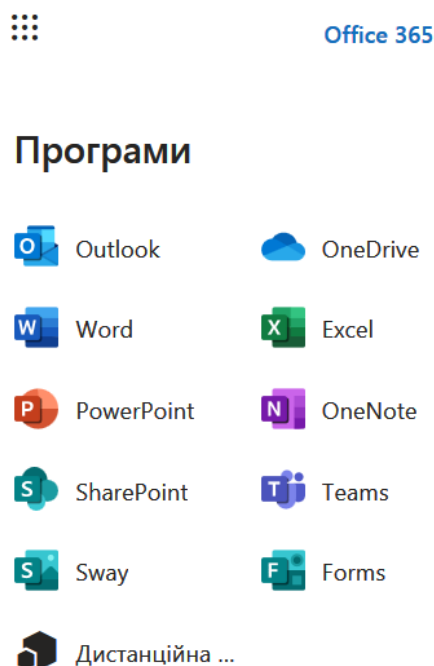 Office 365
Програми
Outlook OneDrive
Word Excel
PowerPoint OneNote
SharePoint Teams
Sway Forms
Дистанційна ...